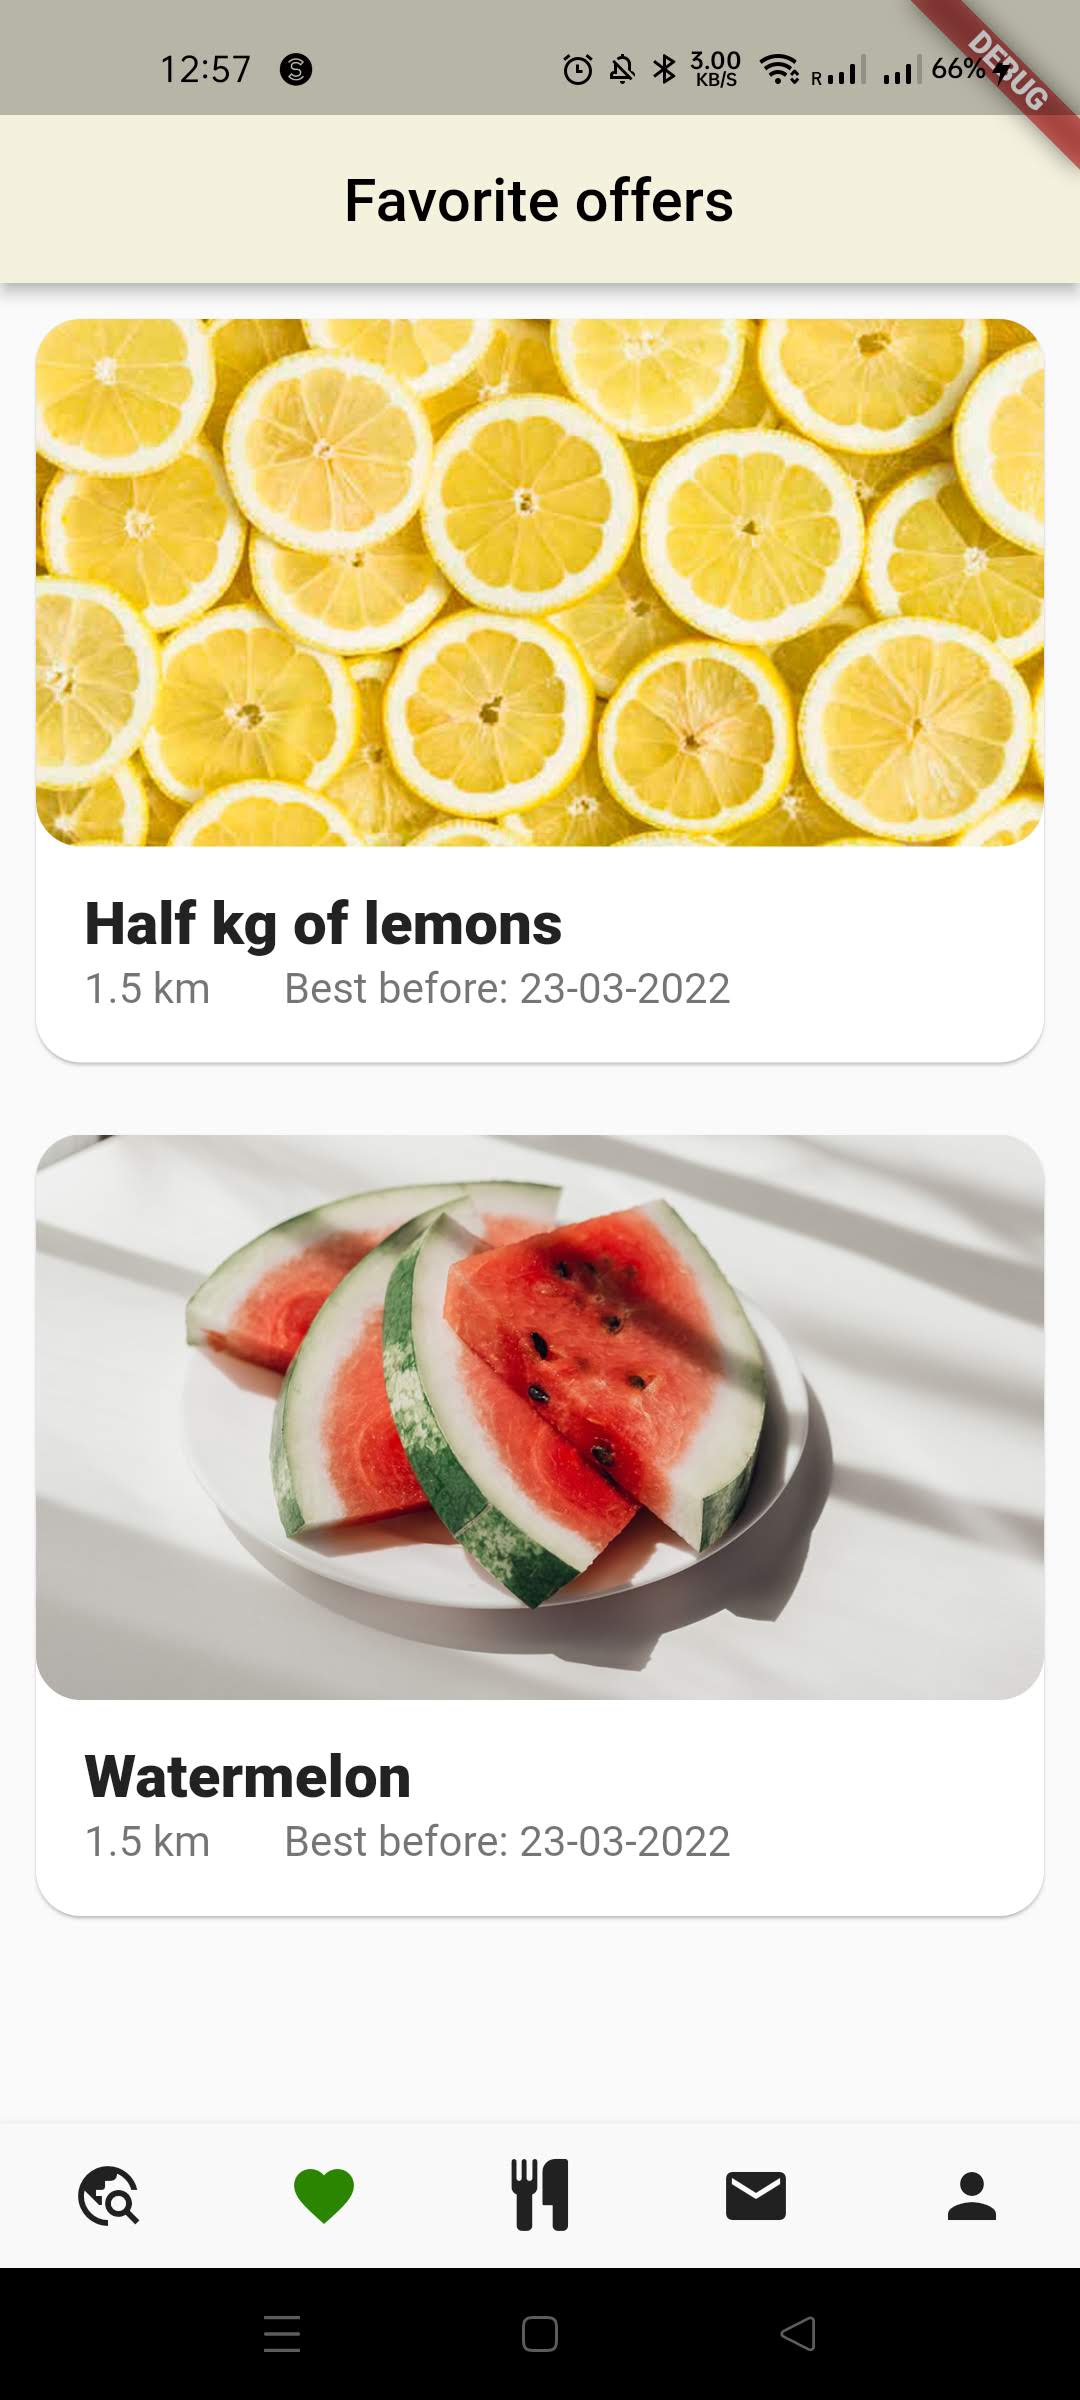 12:57 S 3.00 KB/S R 66% DEBUG
Favorite offers
Half kg of lemons
1.5 km Best before: 23-03-2022
Watermelon
1.5 km Best before: 23-03-2022